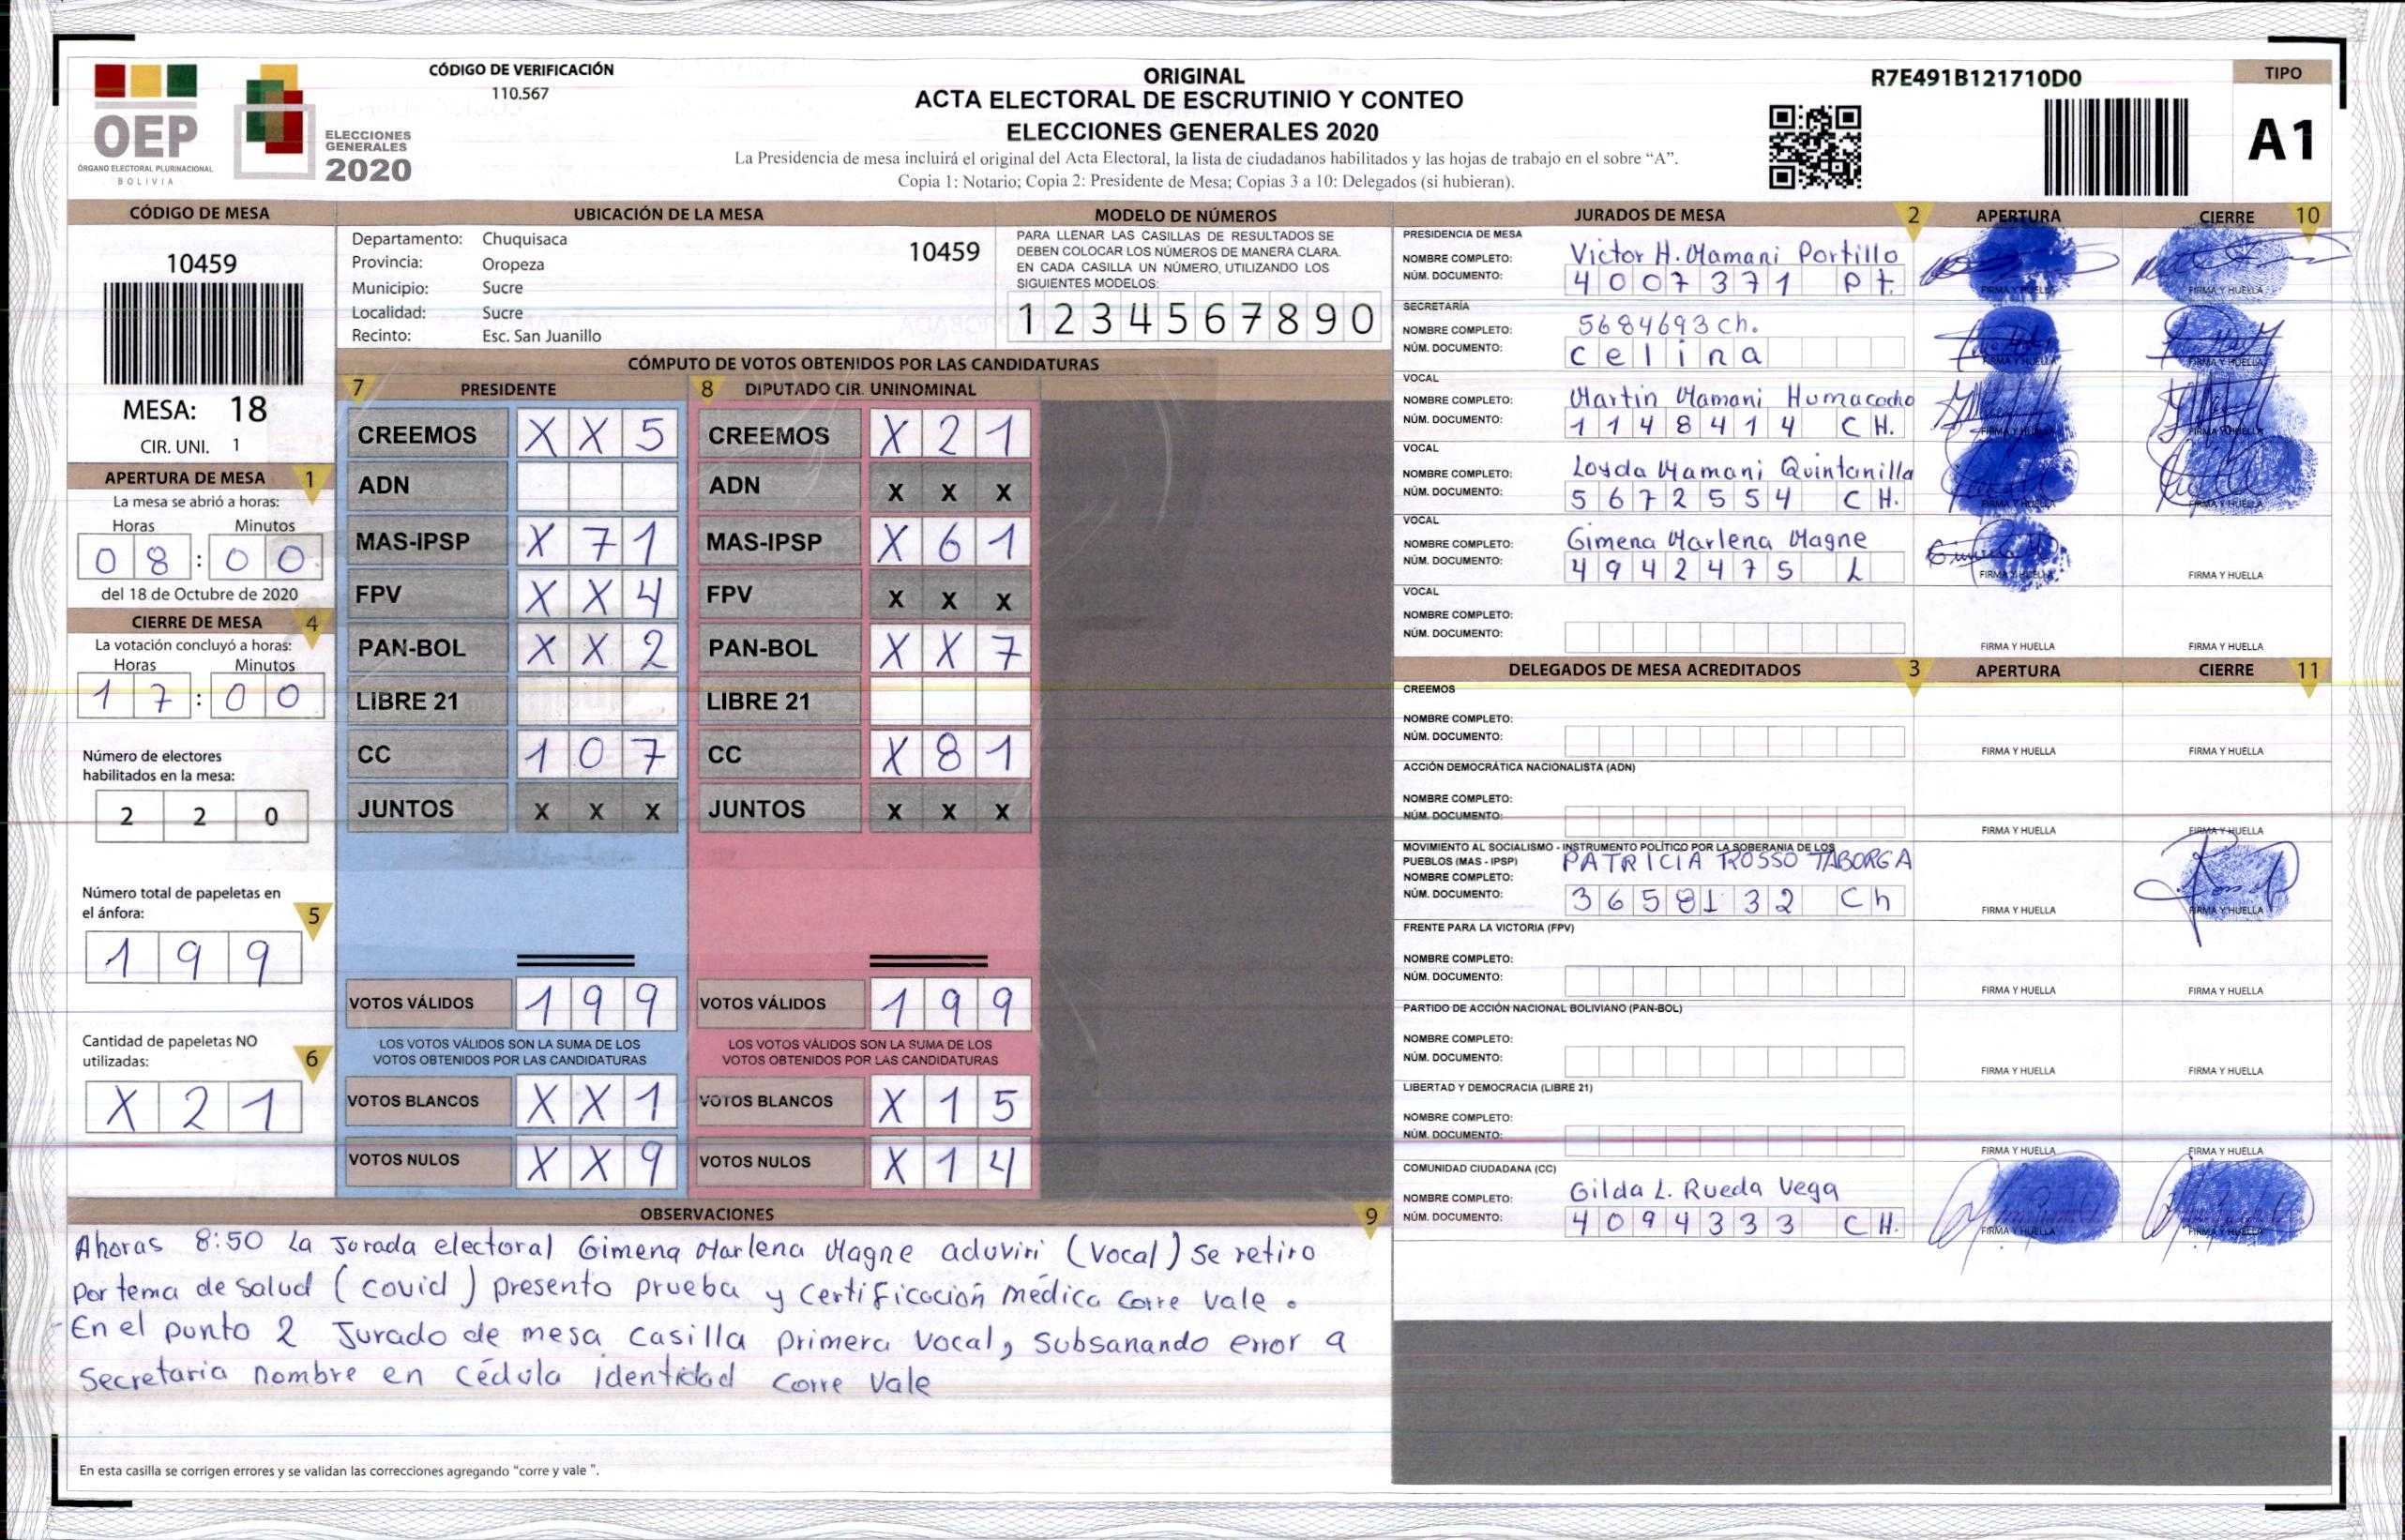 OEP
ÓRGANO ELECTORAL PLURINACIONAL
BOLIVIA
ELECCIONES
GENERALES
2020
CÓDIGO DE VERIFICACIÓN
110.567
ORIGINAL
ACTA ELECTORAL DE ESCRUTINIO Y CONTEO
ELECCIONES GENERALES 2020
La Presidencia de mesa incluirá el original del Acta Electoral, la lista de ciudadanos habilitados y las hojas de trabajo en el sobre “A”.
Copia 1: Notario; Copia 2: Presidente de Mesa; Copias 3 a 10: Delegados (si hubieran).
R7E491B121710D0
TIPO
A1
CÓDIGO DE MESA
10459
MESA: 18
CIR. UNI. 1
APERTURA DE MESA 1
La mesa se abrió a horas:
Horas Minutos
0 8 : 0 0
del 18 de Octubre de 2020
CIERRE DE MESA 4
La votación concluyó a horas:
Horas Minutos
1 7 : 0 0
Número de electores
habilitados en la mesa:
2 2 0
Número total de papeletas en
el ánfora: 5
1 9 9
Cantidad de papeletas NO
utilizadas: 6
X 2 1
UBICACIÓN DE LA MESA
Departamento: Chuquisaca 10459
Provincia: Oropeza
Municipio: Sucre
Localidad: Sucre
Recinto: Esc. San Juanillo
MODELO DE NÚMEROS
PARA LLENAR LAS CASILLAS DE RESULTADOS SE
DEBEN COLOCAR LOS NÚMEROS DE MANERA CLARA.
EN CADA CASILLA UN NÚMERO, UTILIZANDO LOS
SIGUIENTES MODELOS:
1 2 3 4 5 6 7 8 9 0
CÓMPUTO DE VOTOS OBTENIDOS POR LAS CANDIDATURAS
7 PRESIDENTE 8 DIPUTADO CIR. UNINOMINAL
CREEMOS X X 5 CREEMOS X 2 1
ADN ADN X X X
MAS-IPSP X 7 1 MAS-IPSP X 6 1
FPV X X 4 FPV X X X
PAN-BOL X X 2 PAN-BOL X X 7
LIBRE 21 LIBRE 21
CC 1 0 7 CC X 8 1
JUNTOS X X X JUNTOS X X X
VOTOS VÁLIDOS 1 9 9 VOTOS VÁLIDOS 1 9 9
LOS VOTOS VÁLIDOS SON LA SUMA DE LOS LOS VOTOS VÁLIDOS SON LA SUMA DE LOS
VOTOS OBTENIDOS POR LAS CANDIDATURAS VOTOS OBTENIDOS POR LAS CANDIDATURAS
VOTOS BLANCOS X X 1 VOTOS BLANCOS X 1 5
VOTOS NULOS X X 9 VOTOS NULOS X 1 4
JURADOS DE MESA 2 APERTURA CIERRE 10
PRESIDENCIA DE MESA
NOMBRE COMPLETO: Victor H. Mamani Portillo
NÚM. DOCUMENTO: 4007371 Pt. FIRMA Y HUELLA FIRMA Y HUELLA
SECRETARÍA
NOMBRE COMPLETO: 5684693 ch.
NÚM. DOCUMENTO: celina FIRMA Y HUELLA FIRMA Y HUELLA
VOCAL
NOMBRE COMPLETO: Martin Mamani Humacocho
NÚM. DOCUMENTO: 1148414 CH. FIRMA Y HUELLA FIRMA Y HUELLA
VOCAL
NOMBRE COMPLETO: Loyda Mamani Quintanilla
NÚM. DOCUMENTO: 5672554 CH. FIRMA Y HUELLA FIRMA Y HUELLA
VOCAL
NOMBRE COMPLETO: Gimena Marlena Magne
NÚM. DOCUMENTO: 4942475 L FIRMA Y HUELLA FIRMA Y HUELLA
VOCAL
NOMBRE COMPLETO:
NÚM. DOCUMENTO: FIRMA Y HUELLA FIRMA Y HUELLA
DELEGADOS DE MESA ACREDITADOS 3 APERTURA CIERRE 11
CREEMOS
NOMBRE COMPLETO:
NÚM. DOCUMENTO: FIRMA Y HUELLA FIRMA Y HUELLA
ACCIÓN DEMOCRÁTICA NACIONALISTA (ADN)
NOMBRE COMPLETO:
NÚM. DOCUMENTO: FIRMA Y HUELLA FIRMA Y HUELLA
MOVIMIENTO AL SOCIALISMO - INSTRUMENTO POLÍTICO POR LA SOBERANIA DE LOS
PUEBLOS (MAS - IPSP) PATRICIA ROSSO TABORGA
NOMBRE COMPLETO:
NÚM. DOCUMENTO: 3658132 Ch FIRMA Y HUELLA FIRMA Y HUELLA
FRENTE PARA LA VICTORIA (FPV)
NOMBRE COMPLETO:
NÚM. DOCUMENTO: FIRMA Y HUELLA FIRMA Y HUELLA
PARTIDO DE ACCIÓN NACIONAL BOLIVIANO (PAN-BOL)
NOMBRE COMPLETO:
NÚM. DOCUMENTO: FIRMA Y HUELLA FIRMA Y HUELLA
LIBERTAD Y DEMOCRACIA (LIBRE 21)
NOMBRE COMPLETO:
NÚM. DOCUMENTO: FIRMA Y HUELLA FIRMA Y HUELLA
COMUNIDAD CIUDADANA (CC)
NOMBRE COMPLETO: Gilda L. Rueda Vega
NÚM. DOCUMENTO: 4094333 CH. FIRMA Y HUELLA FIRMA Y HUELLA
OBSERVACIONES 9
Ahoras 8:50 La Jorada electoral Gimena Marlena Magne aduviri (vocal) se retiro
Por tema de salud (covid) presento prueba y certificación médica corre vale.
- En el punto 2 Jurado de mesa casilla primera vocal, subsanando error a
Secretaria nombre en cédula identidad corre vale
En esta casilla se corrigen errores y se validan las correcciones agregando “corre y vale ”.